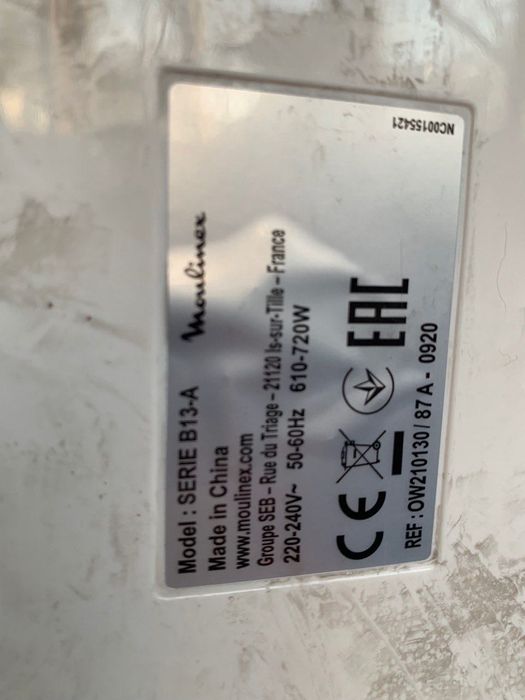 Model : SERIE B13-A Moulinex
Made in China
www.moulinex.com
Groupe SEB – Rue du Triage – 21120 Is-sur-Tille – France
220-240V~ 50-60Hz 610-720W
CE EAC
REF : OW210130/ 87 A - 0920
NC00155421